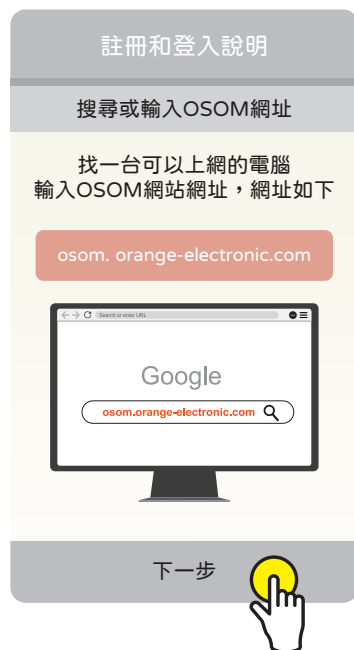 註冊和登入說明
搜尋或輸入OSOM網址
找一台可以上網的電腦
輸入OSOM網站網址，網址如下
osom. orange-electronic.com
Search or enter URL
Google
osom.orange-electronic.com
下一步